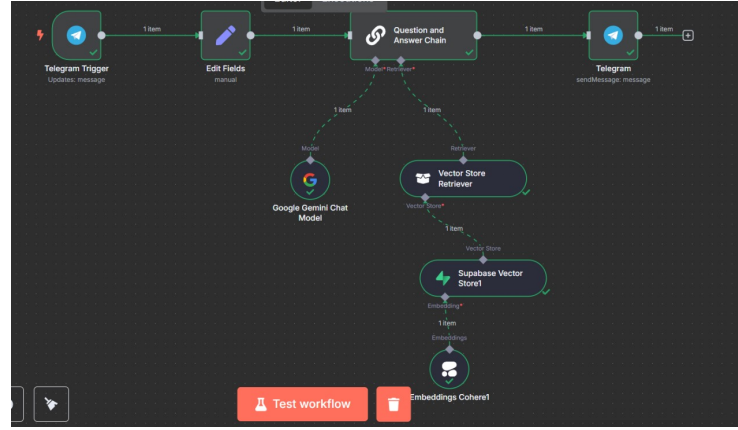 1 item
1 item
1 item
1 item
Question and
Answer Chain
Telegram Trigger
Updates: message
Edit Fields
manual
Model*
Retriever*
Telegram
sendMessage: message
1 item
1 item
Model
Retriever
Google Gemini Chat
Model
Vector Store
Retriever
Vector Store*
1 item
Vector Store
Supabase Vector
Store1
Embedding*
1 item
Embeddings
Embeddings Cohere1
Test workflow